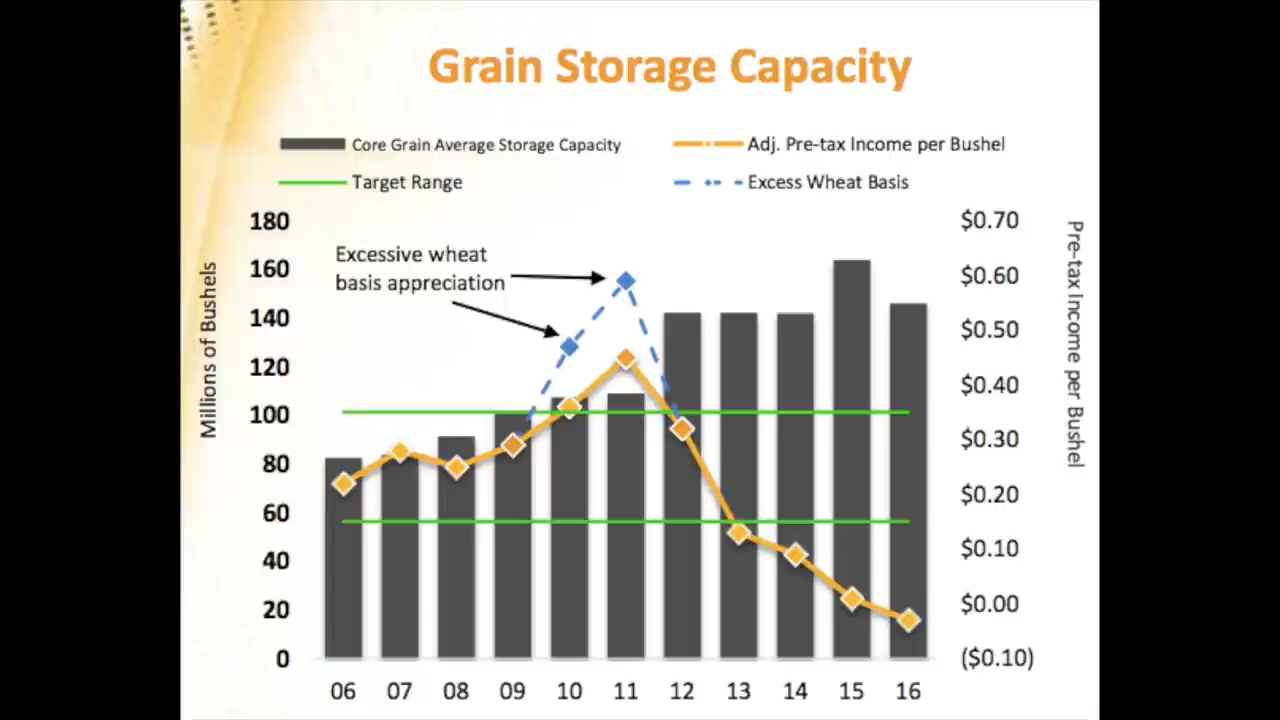 Grain Storage Capacity
Core Grain Average Storage Capacity
Adj. Pre-tax Income per Bushel
Target Range
Excess Wheat Basis
Excessive wheat
basis appreciation
Millions of Bushels
180
160
140
120
100
80
60
40
20
0
$0.70
$0.60
$0.50
$0.40
$0.30
$0.20
$0.10
$0.00
($0.10)
Pre-tax Income per Bushel
06 07 08 09 10 11 12 13 14 15 16